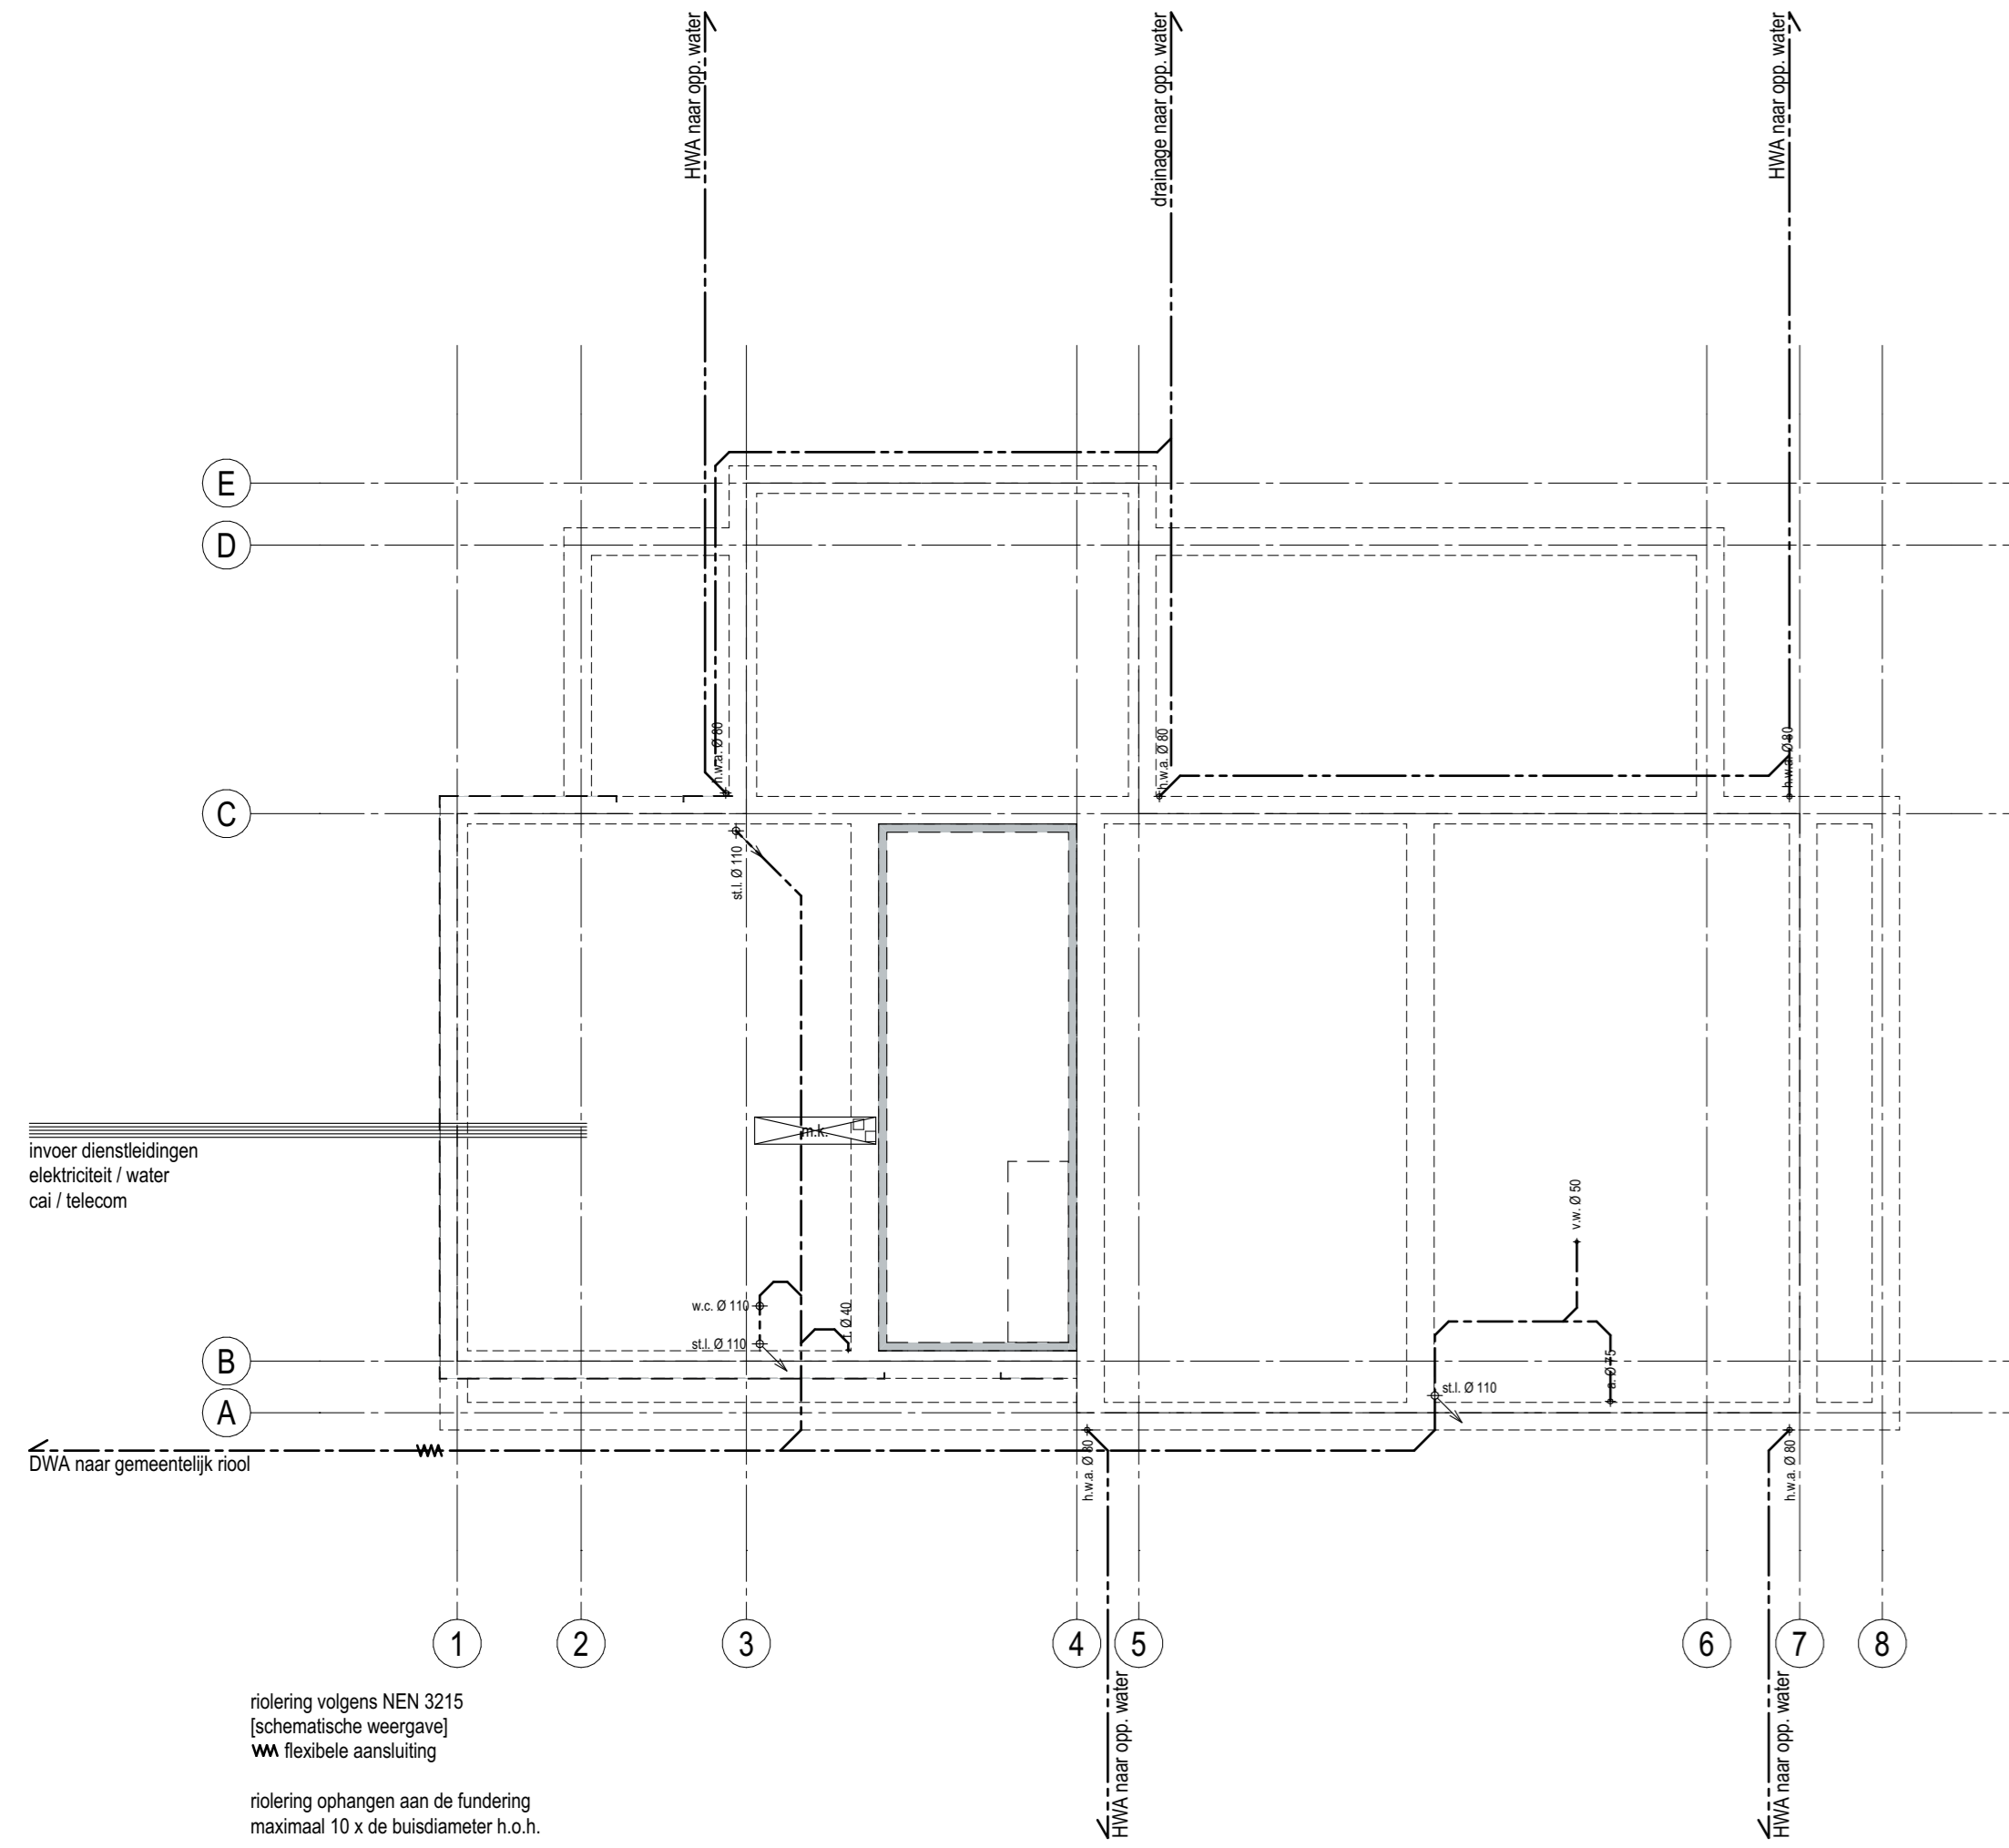 HWA naar opp. water
drainage naar opp. water
HWA naar opp. water
E
D
h.w.a. Ø 80
h.w.a. Ø 80
h.w.a. Ø 80
C
st.l. Ø 110
m.k.
invoer dienstleidingen
elektriciteit / water
cai / telecom
v.w. Ø 50
w.c. Ø 110
Ø 40
st.l. Ø 110
B
a. Ø 75
st.l. Ø 110
A
DWA naar gemeentelijk riool
h.w.a. Ø 80
h.w.a. Ø 80
1
2
3
4
5
6
7
8
HWA naar opp. water
HWA naar opp. water
riolering volgens NEN 3215
[schematische weergave]
flexibele aansluiting
riolering ophangen aan de fundering
maximaal 10 x de buisdiameter h.o.h.